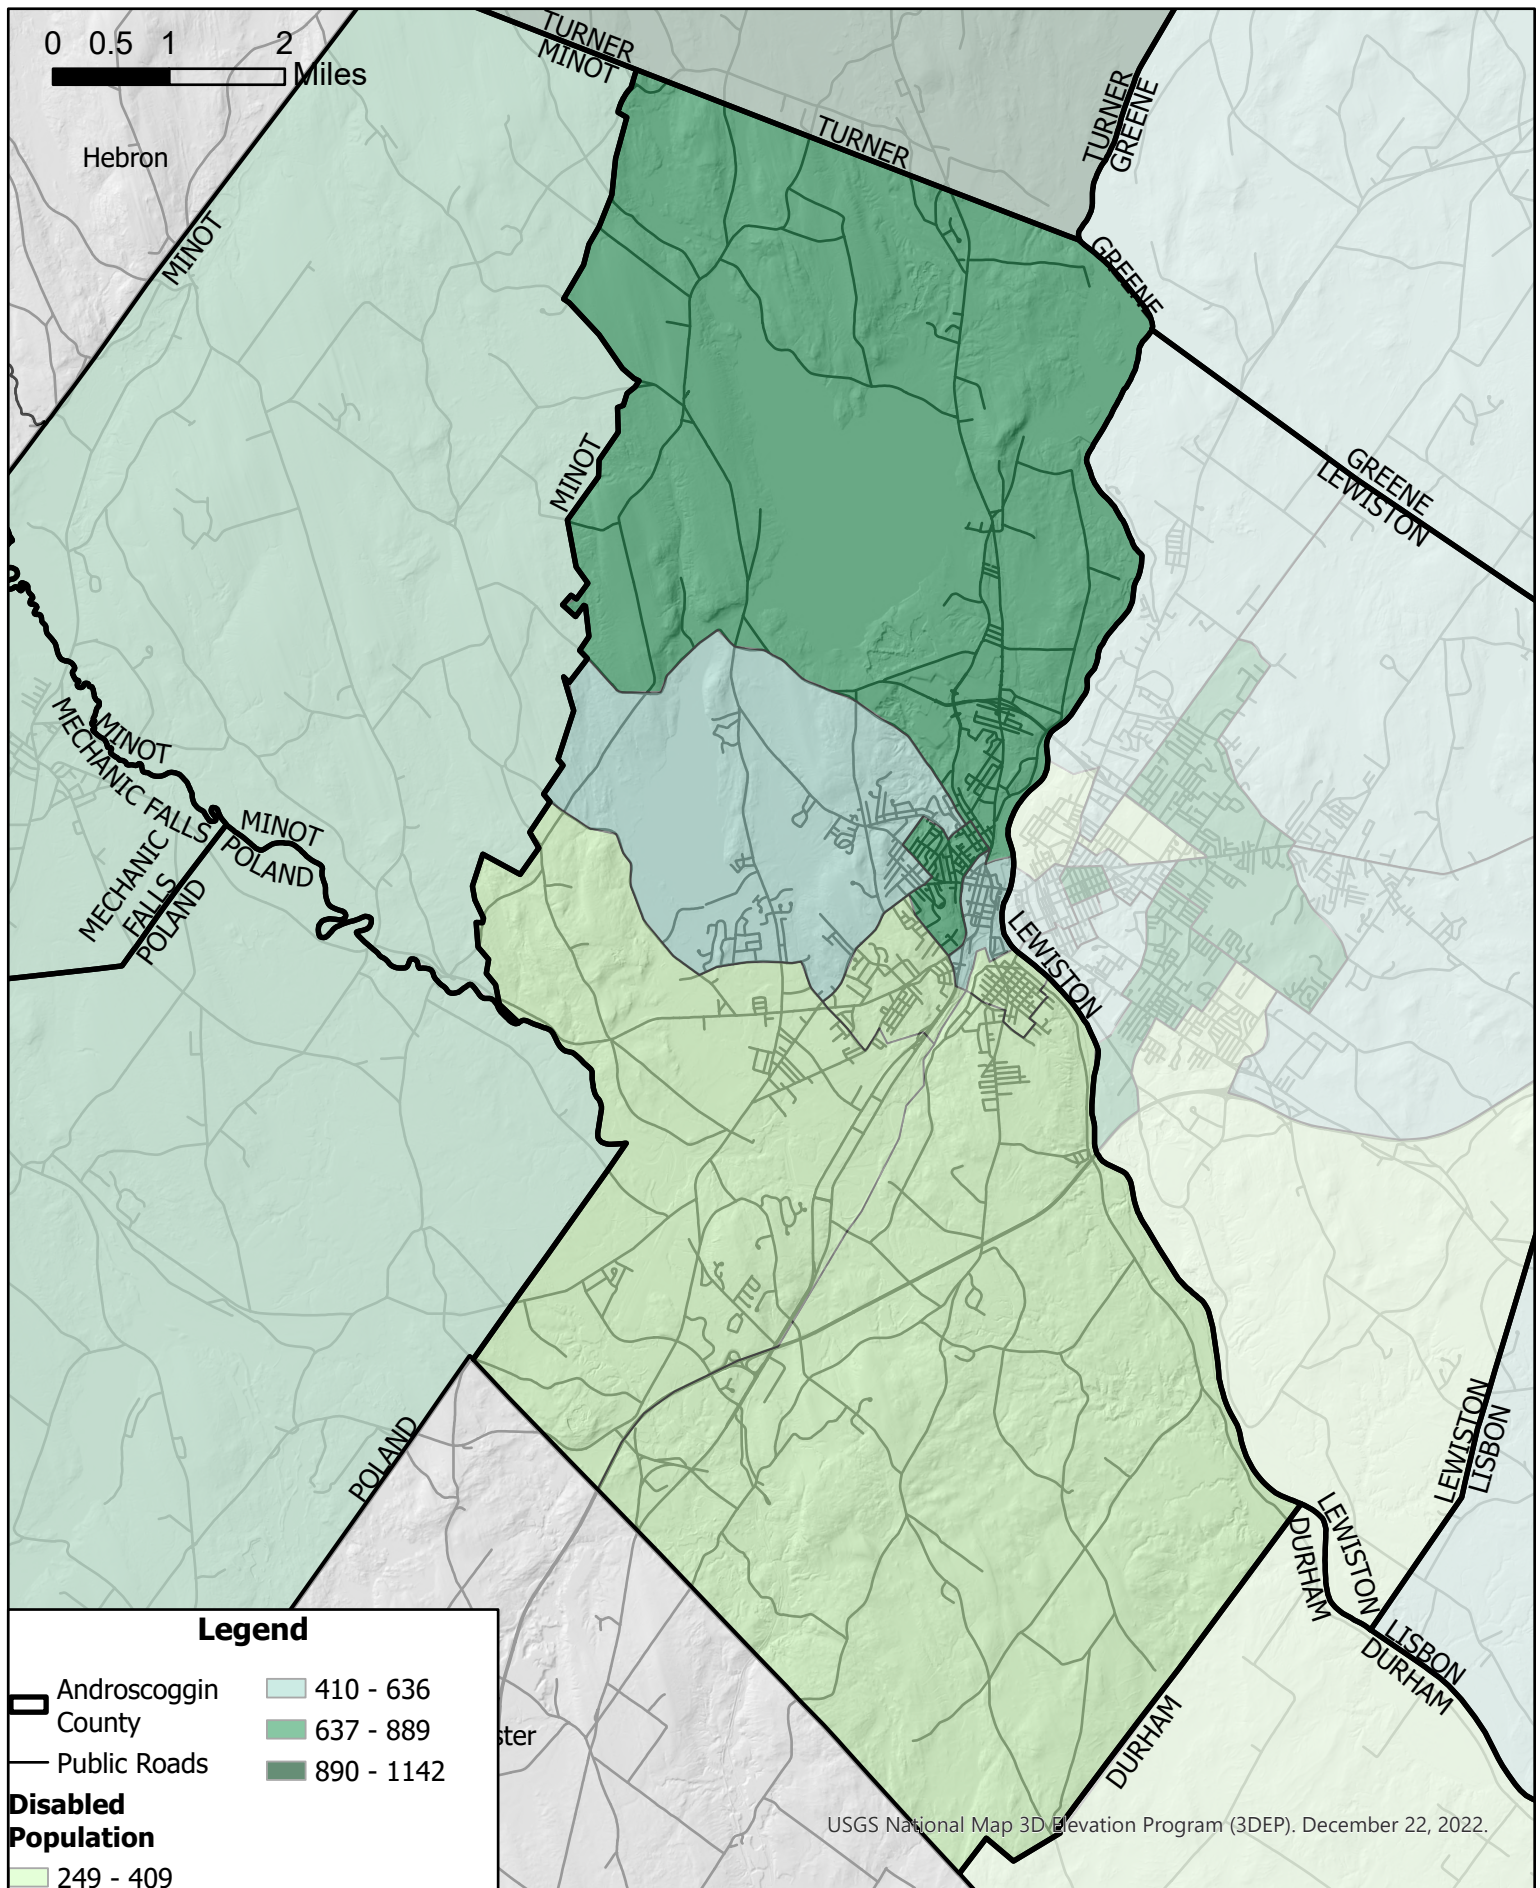 0 0.5 1 2
Miles
TURNER
MINOT
TURNER
TURNER
GREENE
Hebron
MINOT
GREENE
MINOT
GREENE
LEWISTON
MINOT
MECHANIC FALLS
MINOT
POLAND
MECHANIC
FALLS
POLAND
LEWISTON
POLAND
LEWISTON
LISBON
LEWISTON
DURHAM
LISBON
DURHAM
DURHAM
ster
Legend
Androscoggin
County
Public Roads
Disabled
Population
249 - 409
410 - 636
637 - 889
890 - 1142
USGS National Map 3D Elevation Program (3DEP). December 22, 2022.